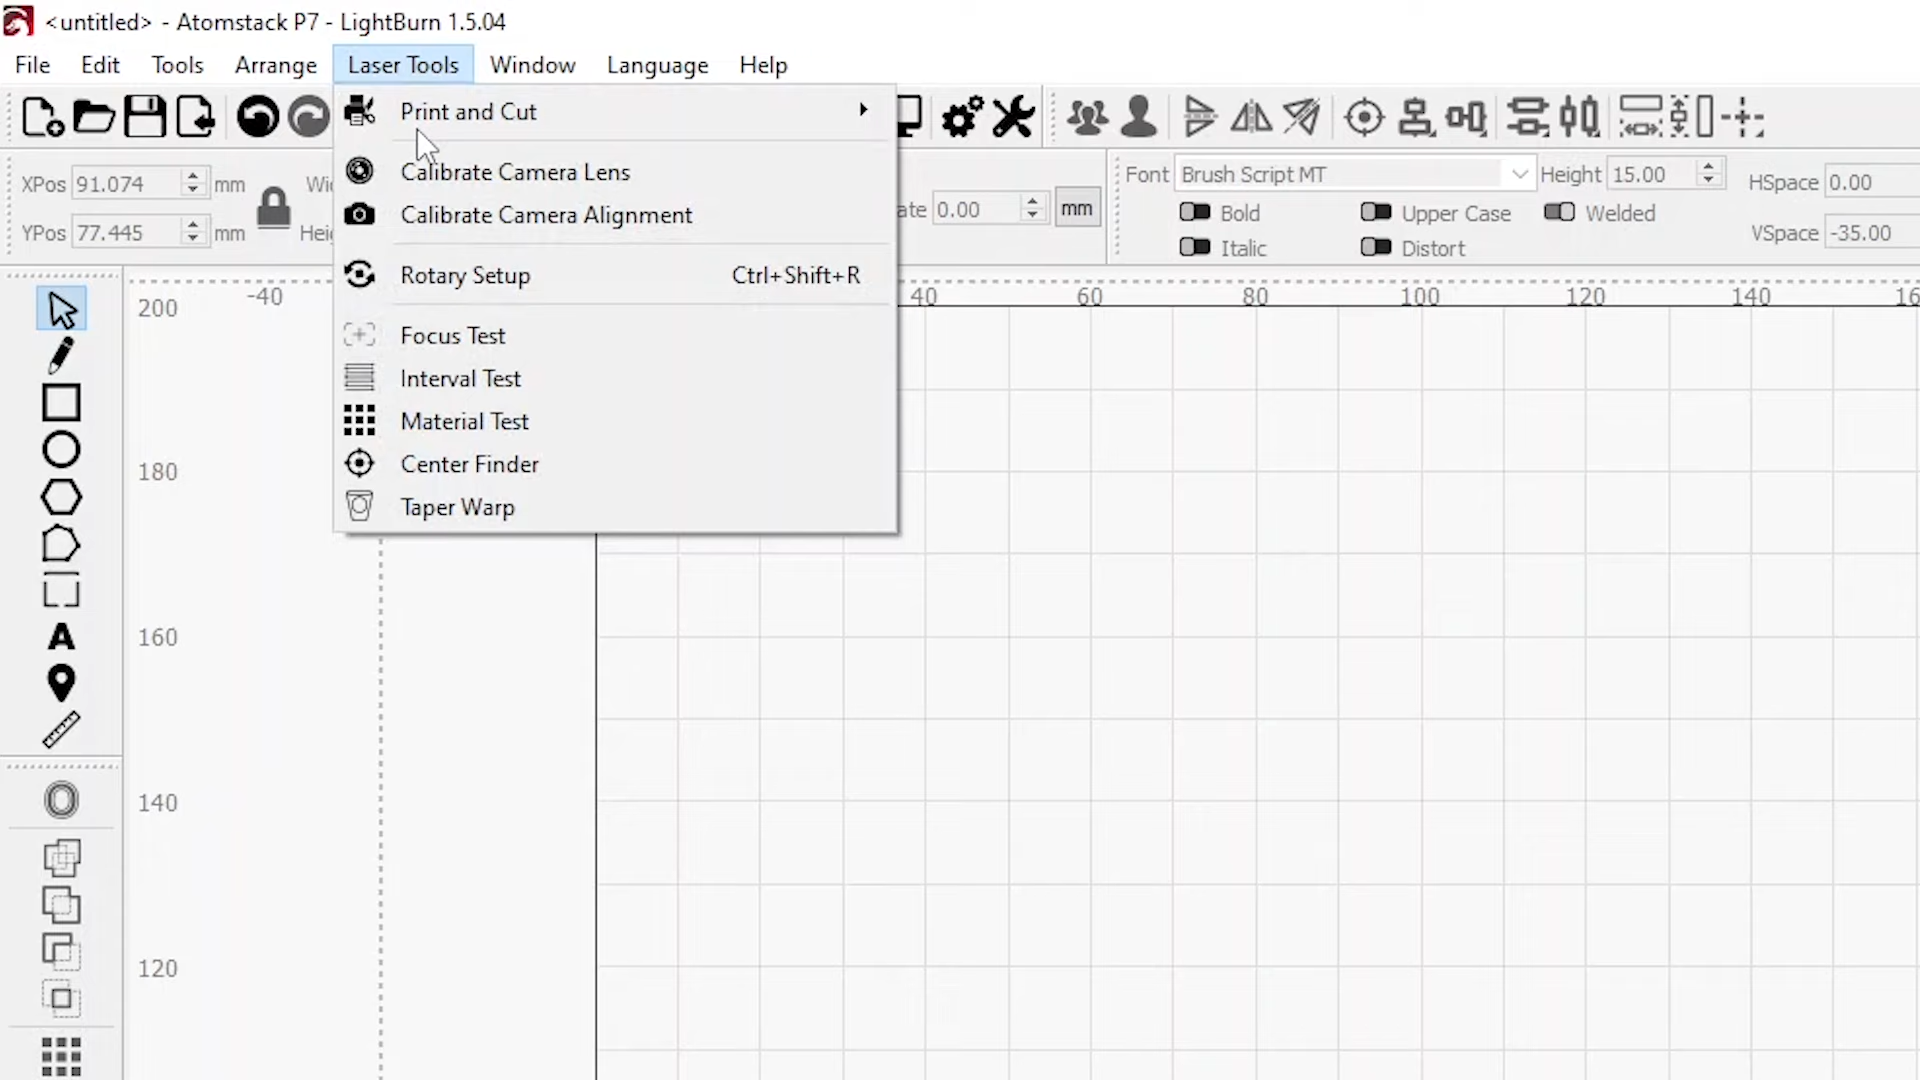 <untitled> - Atomstack P7 - LightBurn 1.5.04
File Edit Tools Arrange Laser Tools Window Language Help
Print and Cut
Calibrate Camera Lens
Calibrate Camera Alignment
Rotary Setup Ctrl+Shift+R
Focus Test
Interval Test
Material Test
Center Finder
Taper Warp
XPos 91.074 mm
YPos 77.445 mm
0.00 mm
Font Brush Script MT Height 15.00 HSpace 0.00
Bold Upper Case Welded
Italic Distort VSpace -35.00
-40 40 60 80 100 120 140
200
180
160
140
120